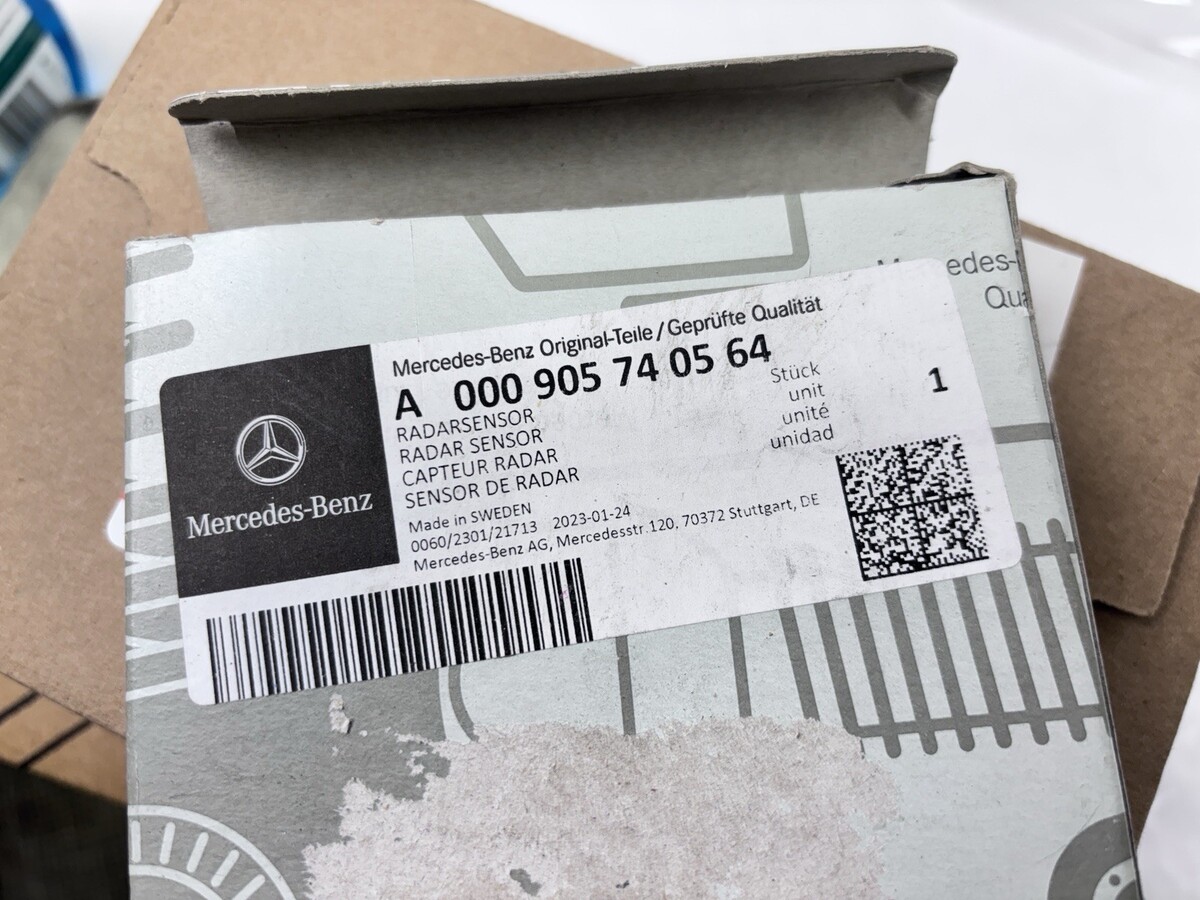 edes-
Qua
Mercedes-Benz Original-Teile / Geprüfte Qualität
A 000 905 74 05 64
RADARSENSOR
RADAR SENSOR
CAPTEUR RADAR
SENSOR DE RADAR
Stück
unit
unité
unidad
1
Made in SWEDEN
0060/2301/21713 2023-01-24
Mercedes-Benz AG, Mercedesstr.120, 70372 Stuttgart, DE
Mercedes-Benz